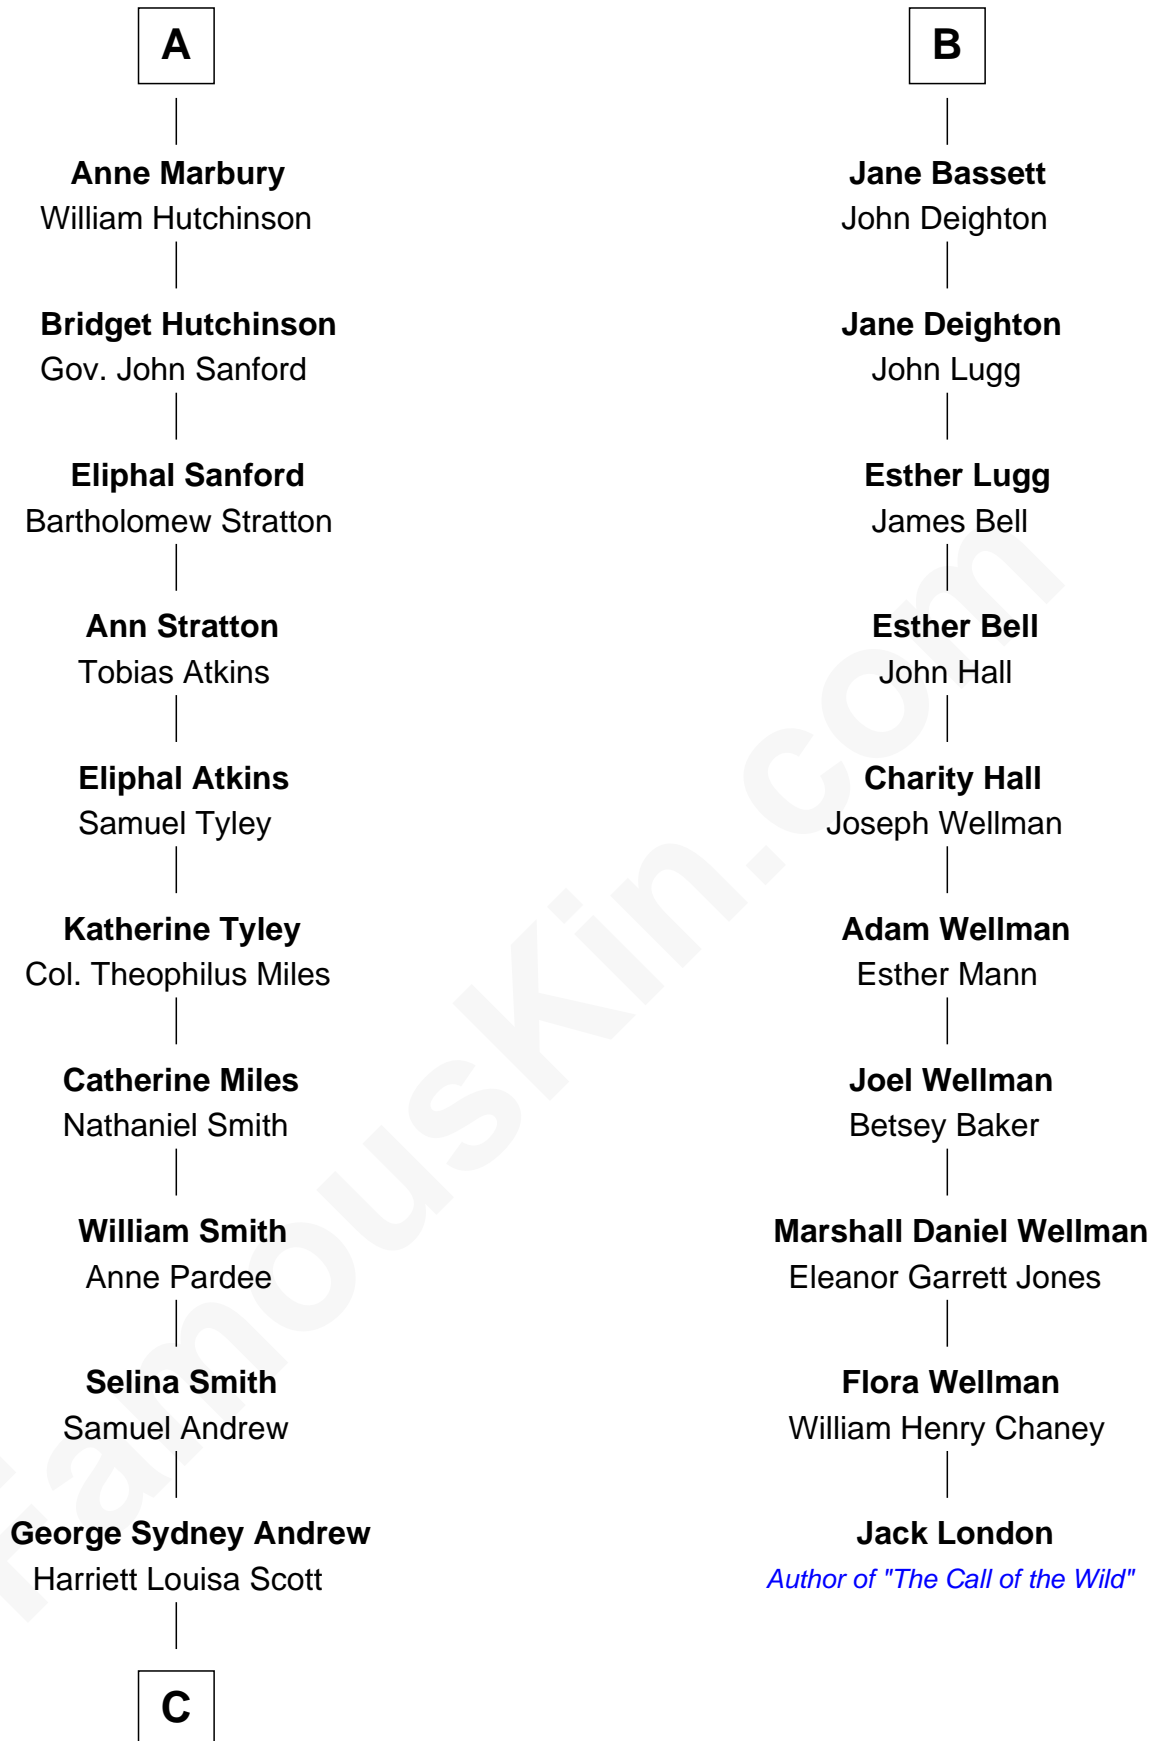 A
Anne Marbury
William Hutchinson
Bridget Hutchinson
Gov. John Sanford
Eliphal Sanford
Bartholomew Stratton
Ann Stratton
Tobias Atkins
Eliphal Atkins
Samuel Tyley
Katherine Tyley
Col. Theophilus Miles
Catherine Miles
Nathaniel Smith
William Smith
Anne Pardee
Selina Smith
Samuel Andrew
George Sydney Andrew
Harriett Louisa Scott
C
B
Jane Bassett
John Deighton
Jane Deighton
John Lugg
Esther Lugg
James Bell
Esther Bell
John Hall
Charity Hall
Joseph Wellman
Adam Wellman
Esther Mann
Joel Wellman
Betsey Baker
Marshall Daniel Wellman
Eleanor Garrett Jones
Flora Wellman
William Henry Chaney
Jack London
Author of "The Call of the Wild"
FamousKin.com